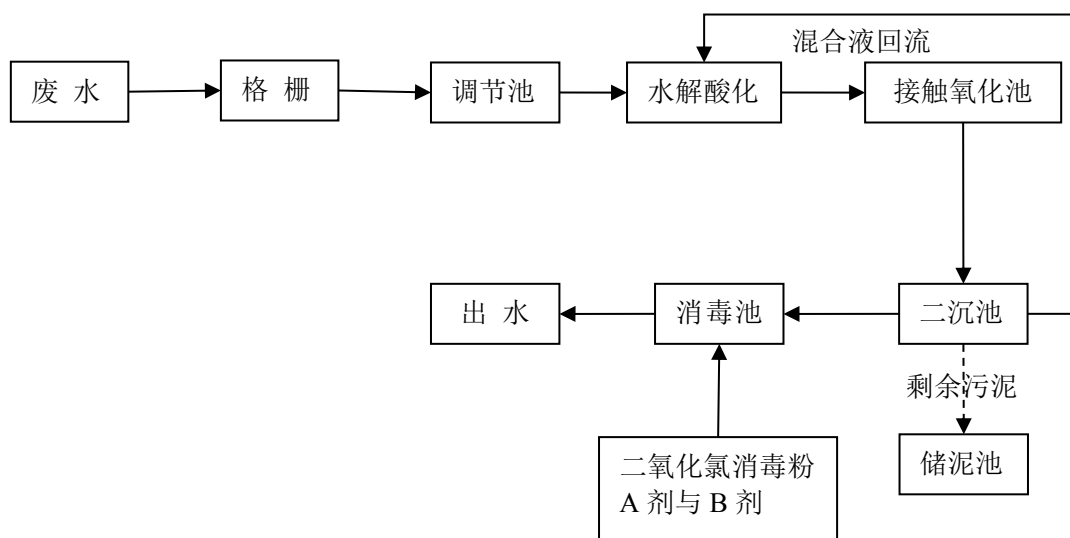 混合液回流
废 水
格 栅
调节池
水解酸化
接触氧化池
出 水
消毒池
二沉池
剩余污泥
二氧化氯消毒粉
A 剂与 B 剂
储泥池